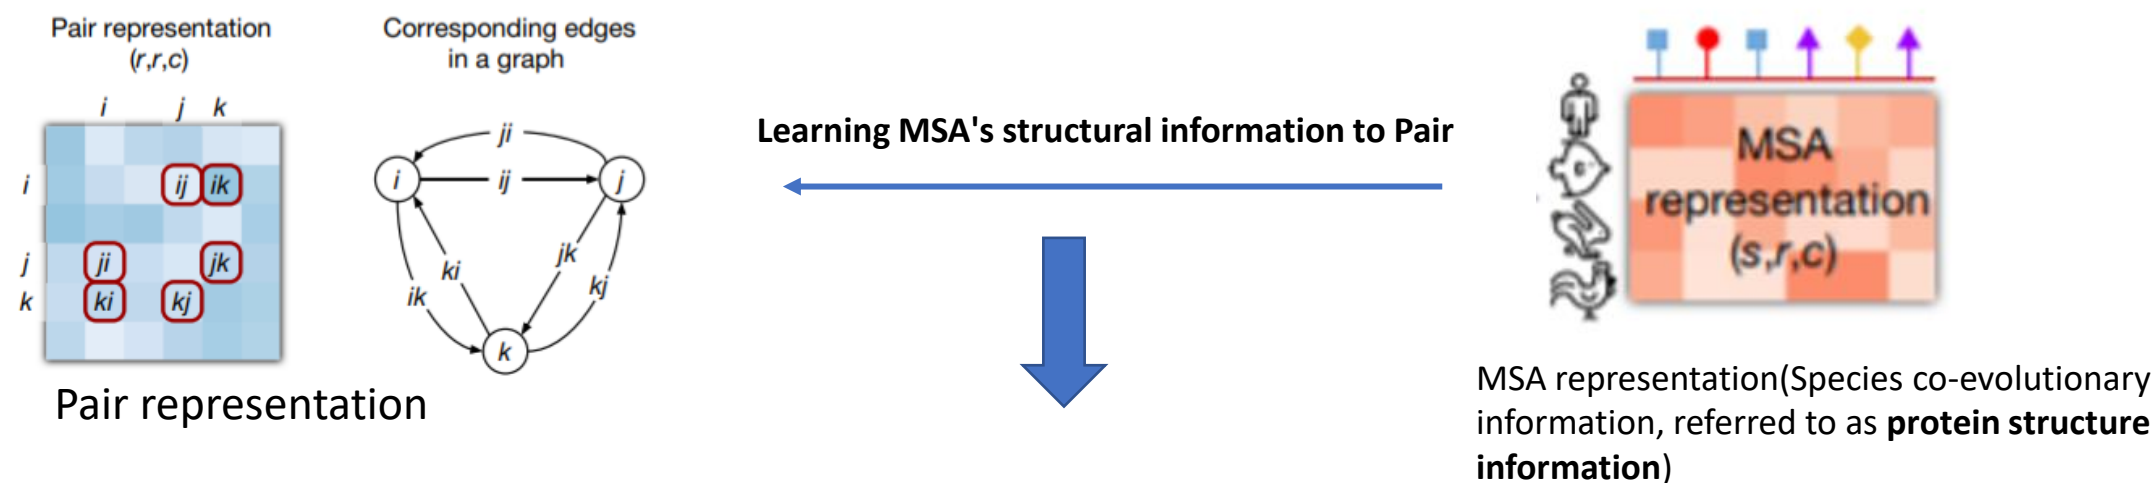 Pair representation
(r,r,c)
i j k
i
j
k
ij ik
ji jk
ki kj
Pair representation
Corresponding edges
in a graph
ji
i ij j
ki jk
ik kj
k
Learning MSA's structural information to Pair
MSA
representation
(s,r,c)
MSA representation(Species co-evolutionary
information, referred to as protein structure
information)